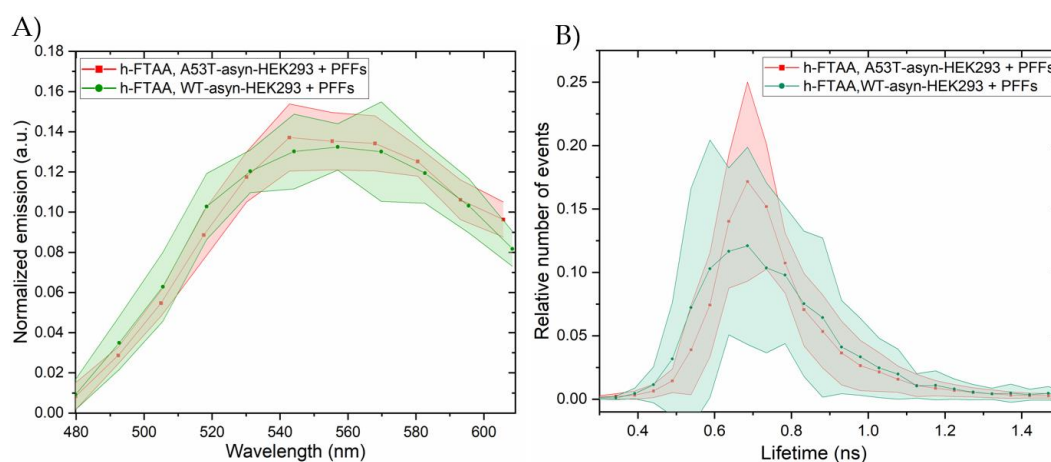 A)
0.18
0.16
0.14
0.12
0.10
0.08
0.06
0.04
0.02
0.00
Normalized emission (a.u.)
h-FTAA, A53T-asyn-HEK293 + PFFs
h-FTAA, WT-asyn-HEK293 + PFFs
480 500 520 540 560 580 600
Wavelength (nm)
B)
0.25
0.20
0.15
0.10
0.05
0.00
Relative number of events
h-FTAA, A53T-asyn-HEK293 + PFFs
h-FTAA,WT-asyn-HEK293 + PFFs
0.4 0.6 0.8 1.0 1.2 1.4
Lifetime (ns)